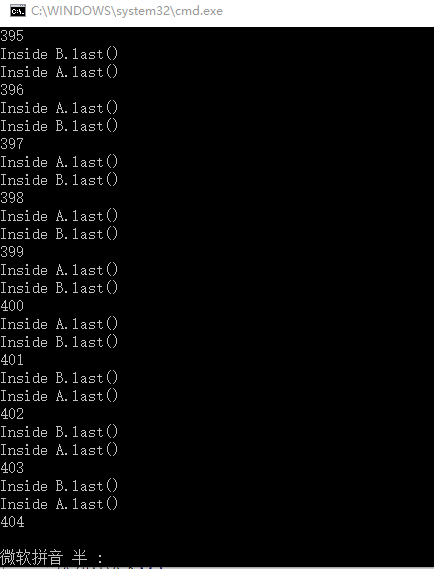 C:\WINDOWS\system32\cmd.exe
395
Inside B.last()
Inside A.last()
396
Inside A.last()
Inside B.last()
397
Inside A.last()
Inside B.last()
398
Inside A.last()
Inside B.last()
399
Inside A.last()
Inside B.last()
400
Inside A.last()
Inside B.last()
401
Inside B.last()
Inside A.last()
402
Inside B.last()
Inside A.last()
403
Inside B.last()
Inside A.last()
404
微软拼音 半 :